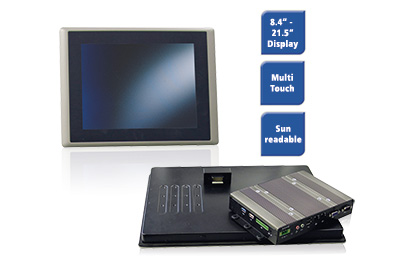 8.4” -
21.5”
Display
Multi
Touch
Sun
readable